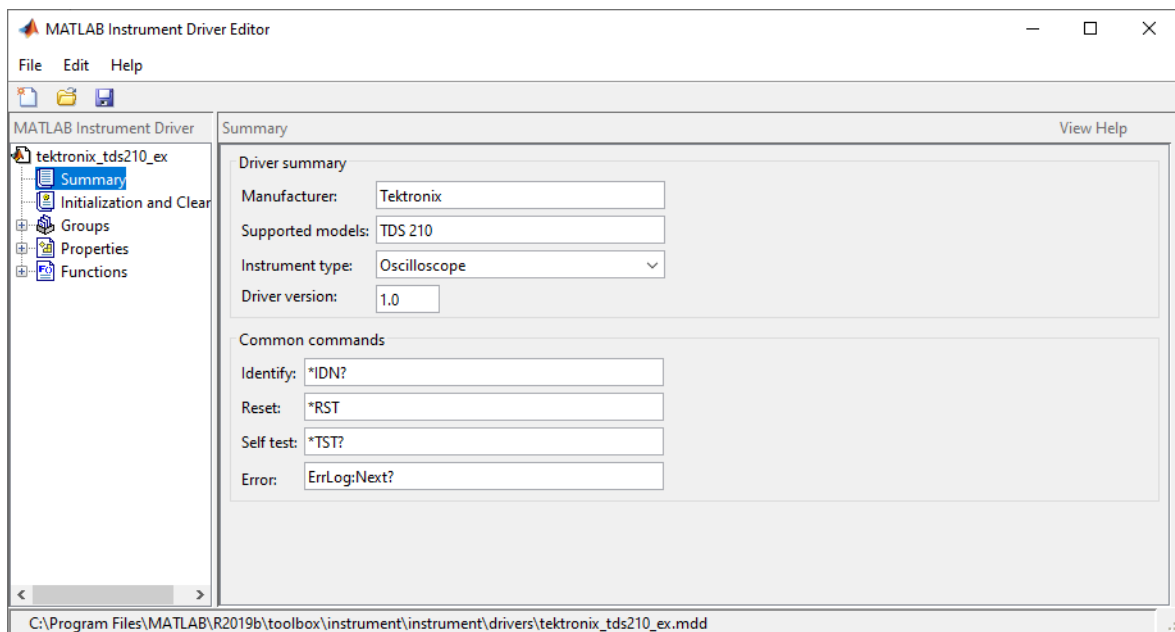 MATLAB Instrument Driver Editor
File Edit Help
MATLAB Instrument Driver
Summary
View Help
tektronix_tds210_ex
Summary
Initialization and Clear
Groups
Properties
Functions
Driver summary
Manufacturer: Tektronix
Supported models: TDS 210
Instrument type: Oscilloscope
Driver version: 1.0
Common commands
Identify: *IDN?
Reset: *RST
Self test: *TST?
Error: ErrLog:Next?
C:\Program Files\MATLAB\R2019b\toolbox\instrument\instrument\drivers\tektronix_tds210_ex.mdd